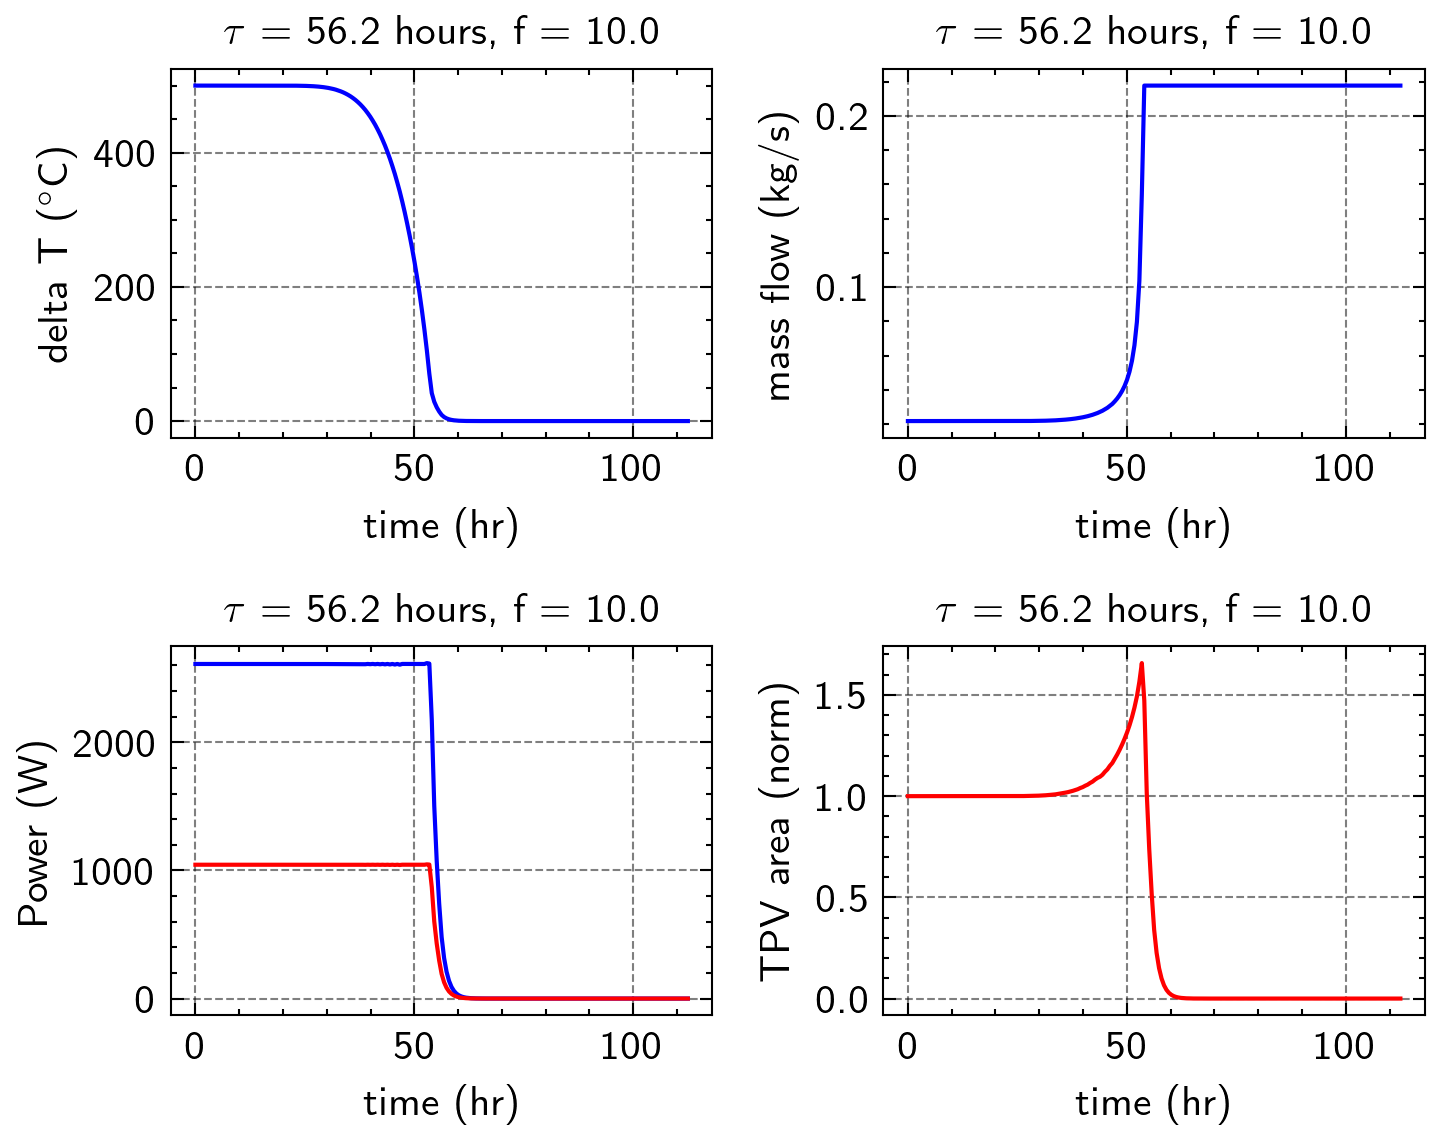 τ = 56.2 hours, f = 10.0
delta T (°C)
400
200
0
0 50 100
time (hr)
τ = 56.2 hours, f = 10.0
mass flow (kg/s)
0.2
0.1
0 50 100
time (hr)
τ = 56.2 hours, f = 10.0
Power (W)
2000
1000
0
0 50 100
time (hr)
τ = 56.2 hours, f = 10.0
TPV area (norm)
1.5
1.0
0.5
0.0
0 50 100
time (hr)